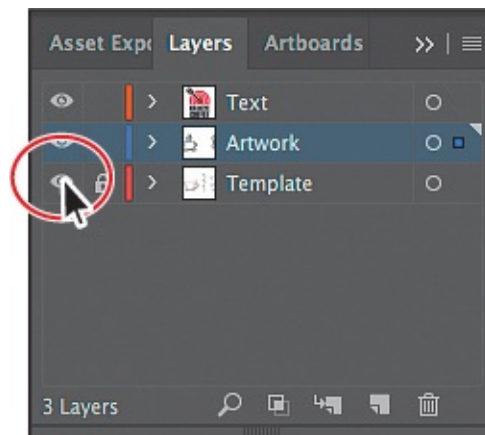 Asset Expo Layers Artboards
Text
Artwork
Template
3 Layers